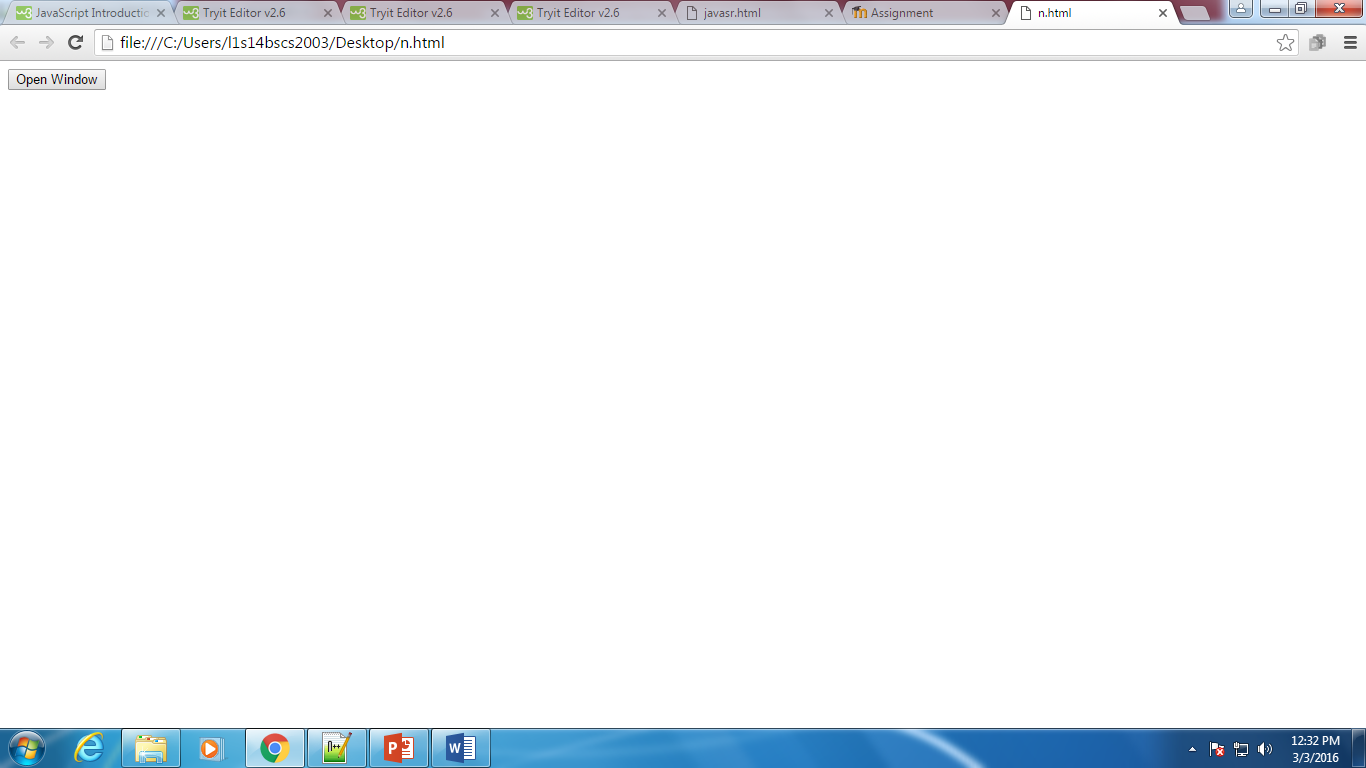 JavaScript Introductic
Tryit Editor v2.6
Tryit Editor v2.6
Tryit Editor v2.6
javasr.html
Assignment
n.html
file:///C:/Users/l1s14bscs2003/Desktop/n.html
Open Window
12:32 PM
3/3/2016